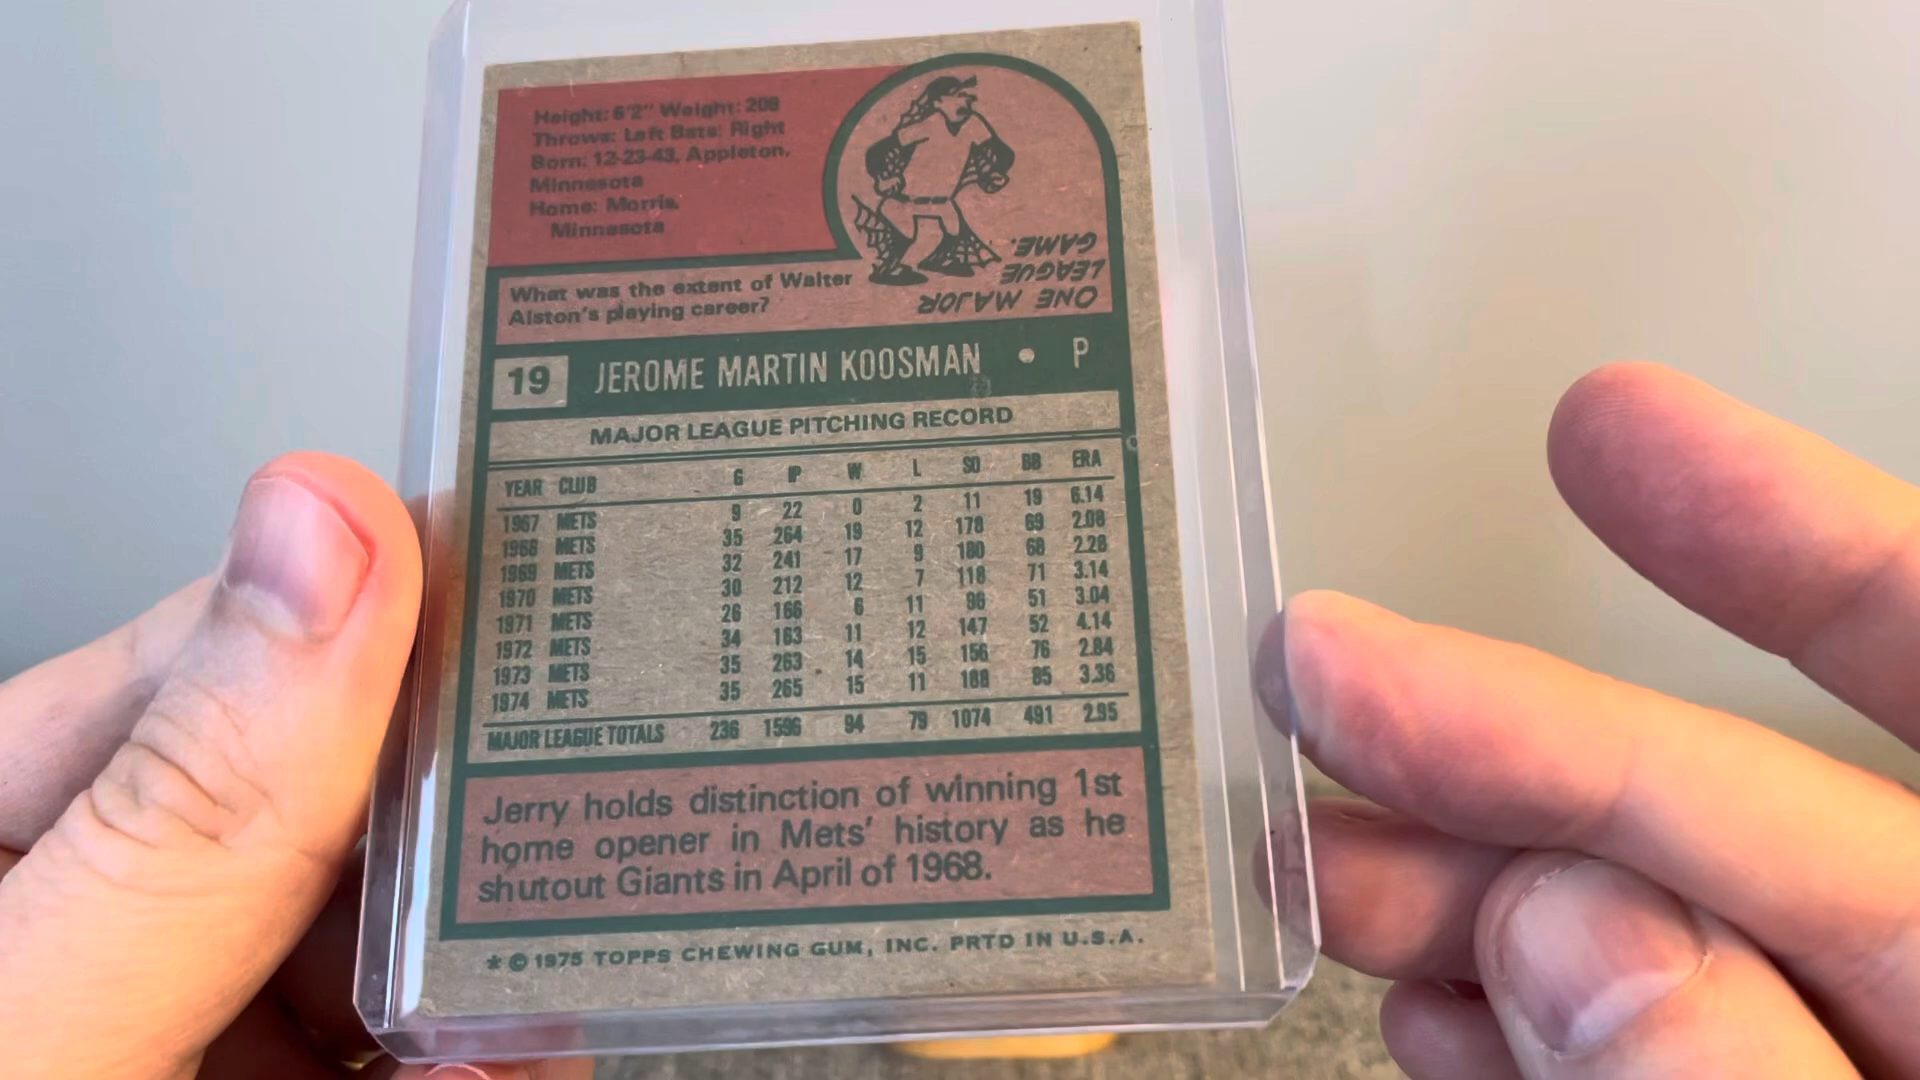 Height: 6'2" Weight: 208
Throws: Left Bats: Right
Born: 12-23-43, Appleton,
Minnesota
Home: Morris,
Minnesota
What was the extent of Walter
Alston's playing career?
ONE MAJOR
LEAGUE
GAME.
19 JEROME MARTIN KOOSMAN • P
MAJOR LEAGUE PITCHING RECORD
YEAR CLUB G IP W L SO BB ERA
1967 METS 9 22 0 2 11 19 6.14
1968 METS 35 264 19 12 178 69 2.08
1969 METS 32 241 17 9 180 68 2.28
1970 METS 30 212 12 7 118 71 3.14
1971 METS 26 166 6 11 96 51 3.04
1972 METS 34 163 11 12 147 52 4.14
1973 METS 35 263 14 15 156 76 2.84
1974 METS 35 265 15 11 188 85 3.36
MAJOR LEAGUE TOTALS 236 1596 94 79 1074 491 2.95
Jerry holds distinction of winning 1st
home opener in Mets' history as he
shutout Giants in April of 1968.
* © 1975 TOPPS CHEWING GUM, INC. PRTD IN U.S.A.